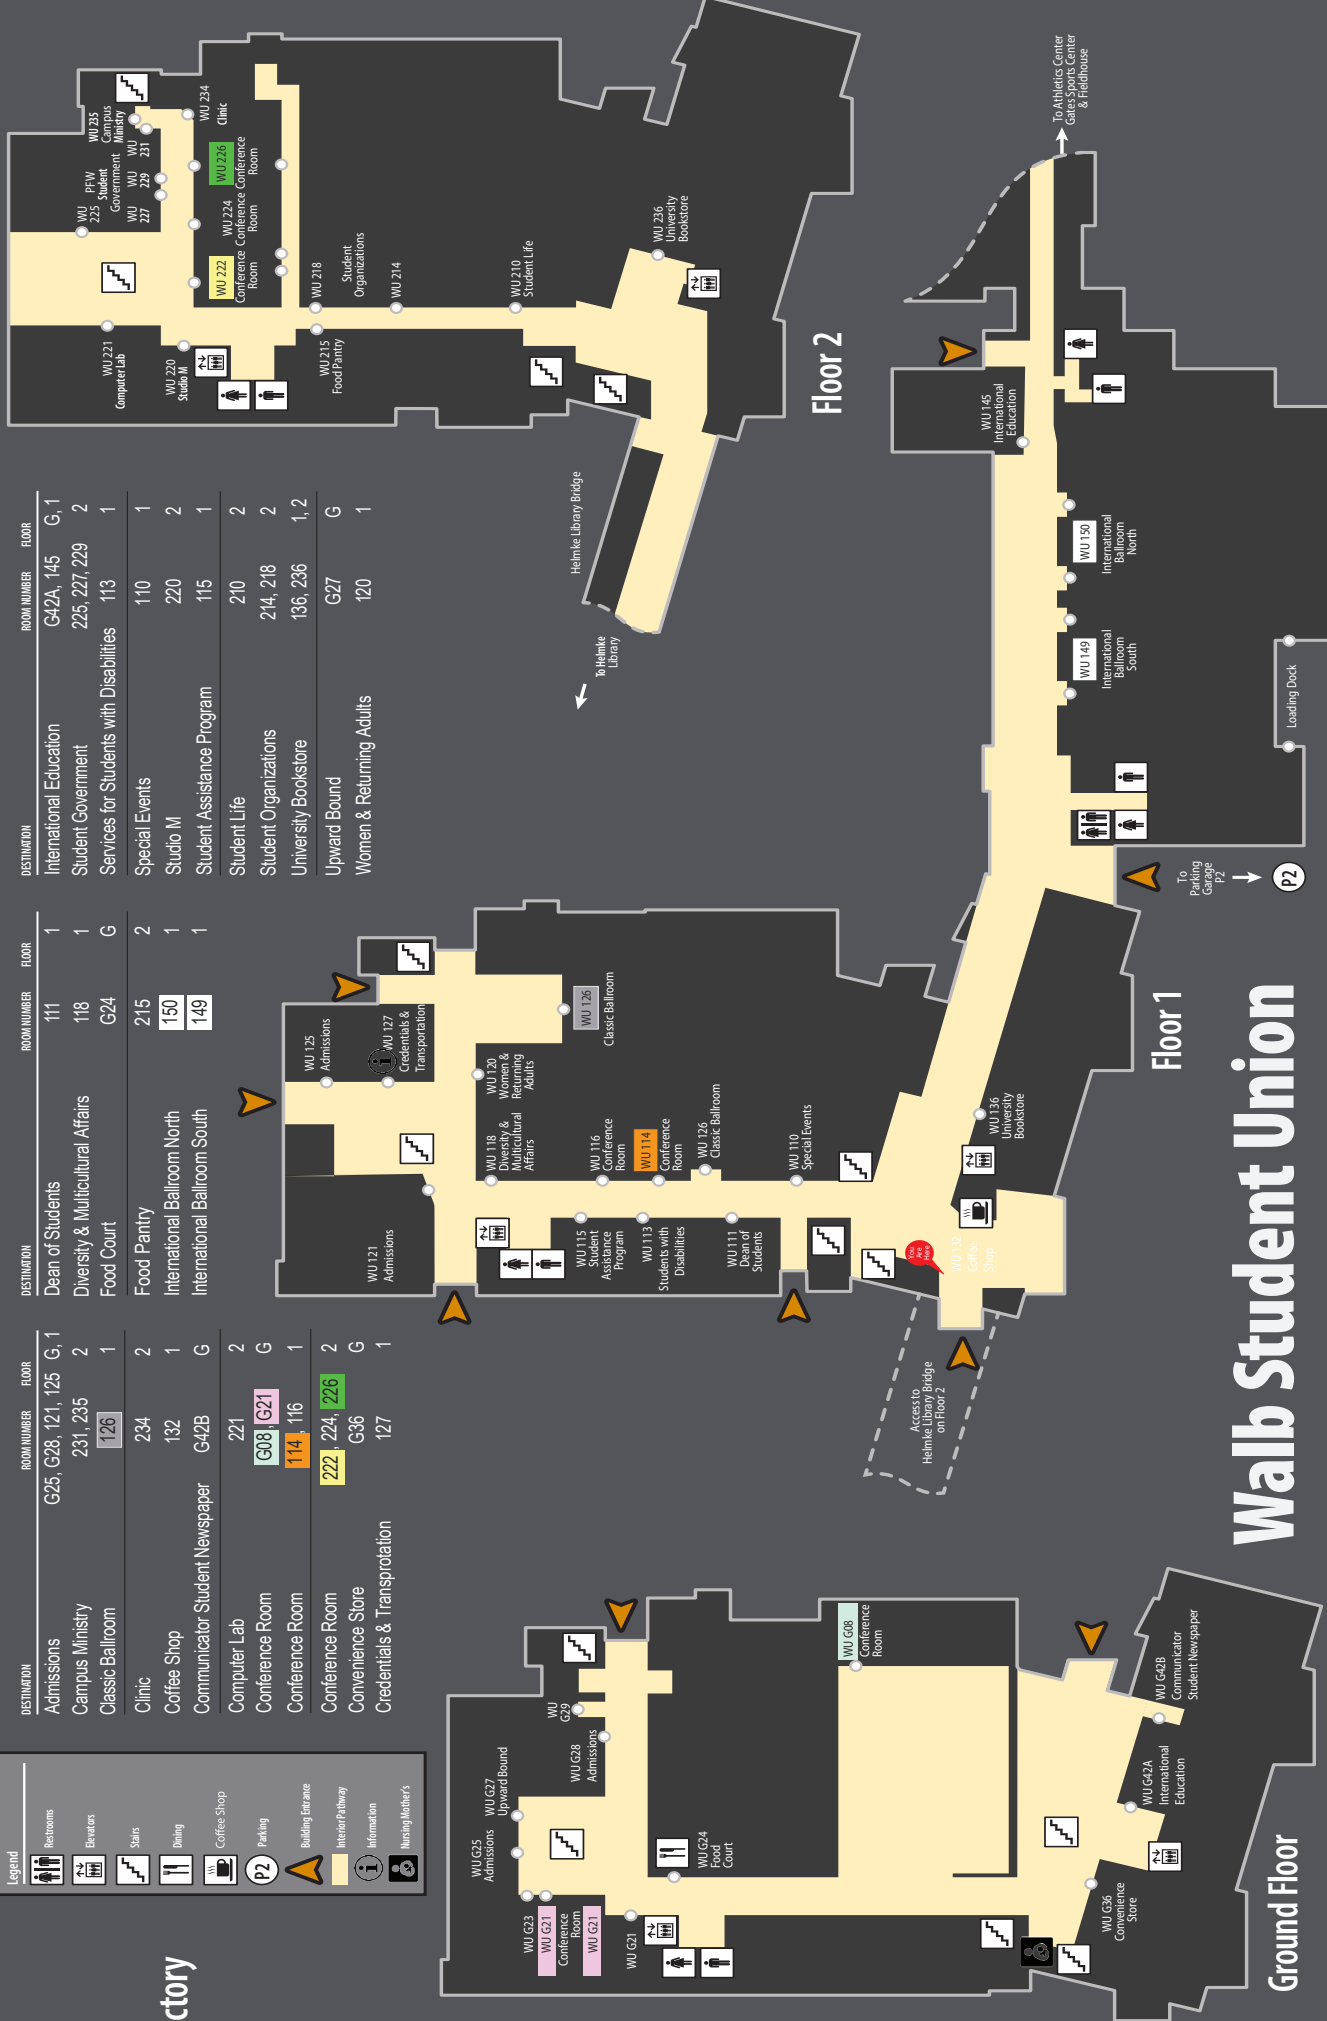 ctory
Legend
Restrooms
Elevators
Stairs
Dining
Coffee Shop
P2 Parking
Building Entrance
Interior Pathway
Information
Nursing Mother's
DESTINATION ROOM NUMBER FLOOR
Admissions G25, G28, 121, 125 G, 1
Campus Ministry 231, 235 2
Classic Ballroom 126 1
Clinic 234 2
Coffee Shop 132 1
Communicator Student Newspaper G42B G
Computer Lab 221 2
Conference Room G08, G21 G
Conference Room 114, 116 1
Conference Room 222, 224, 226 2
Convenience Store G36 G
Credentials & Transprotation 127 1
DESTINATION ROOM NUMBER FLOOR
Dean of Students 111 1
Diversity & Multicultural Affairs 118 1
Food Court G24 G
Food Pantry 215 2
International Ballroom North 150 1
International Ballroom South 149 1
DESTINATION ROOM NUMBER FLOOR
International Education G42A, 145 G, 1
Student Government 225, 227, 229 2
Services for Students with Disabilities 113 1
Special Events 110 1
Studio M 220 2
Student Assistance Program 115 1
Student Life 210 2
Student Organizations 214, 218 2
University Bookstore 136, 236 1, 2
Upward Bound G27 G
Women & Returning Adults 120 1
WU 221
Computer Lab
WU 220
Studio M
WU 225
PFW
Student
Government
WU 227
WU 229
WU 231
WU 235
Campus
Ministry
WU 234
Clinic
WU 222
Conference
Room
WU 224
Conference
Room
WU 226
Conference
Room
WU 215
Food Pantry
WU 218
Student
Organizations
WU 214
WU 210
Student Life
WU 236
University
Bookstore
Helmke Library Bridge
To Helmke
Library
Floor 2
WU 121
Admissions
WU 125
Admissions
WU 127
Credentials &
Transportation
WU 118
Diversity &
Multicultural
Affairs
WU 120
Women &
Returning
Adults
WU 126
Classic Ballroom
WU 115
Student
Assistance
Program
WU 116
Conference
Room
WU 113
Students with
Disabilities
WU 114
Conference
Room
WU 126
Classic Ballroom
WU 111
Dean of
Students
WU 110
Special Events
You
Are
Here
WU 132
Coffee
Shop
WU 136
University
Bookstore
Access to
Helmke Library Bridge
on Floor 2
To
Parking
Garage
P2
P2
WU 149
International
Ballroom
South
WU 150
International
Ballroom
North
WU 145
International
Education
Loading Dock
To Athletics Center
Gates Sports Center
& Fieldhouse
Floor 1
WU G23
WU G21
Conference
Room
WU G21
WU G21
WU G25
Admissions
WU G27
Upward Bound
WU G28
Admissions
WU
G29
WU G24
Food
Court
WU G08
Conference
Room
WU G36
Convenience
Store
WU G42A
International
Education
WU G42B
Communicator
Student Newspaper
Ground Floor
Walb Student Union